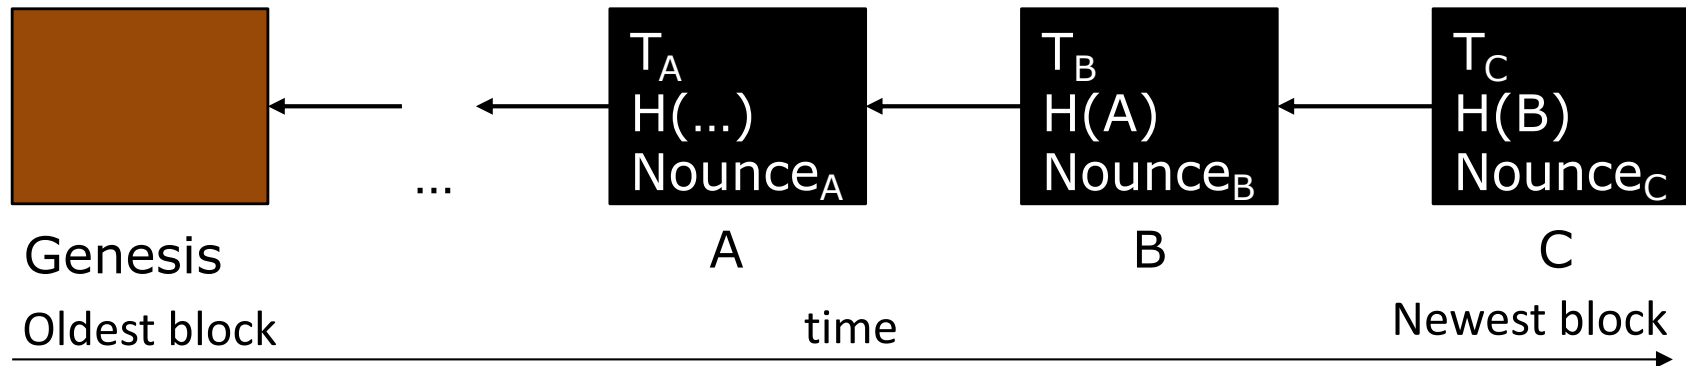 T_A
H(...)
Nounce_A
T_B
H(A)
Nounce_B
T_C
H(B)
Nounce_C
...
Genesis
A
B
C
Oldest block
time
Newest block